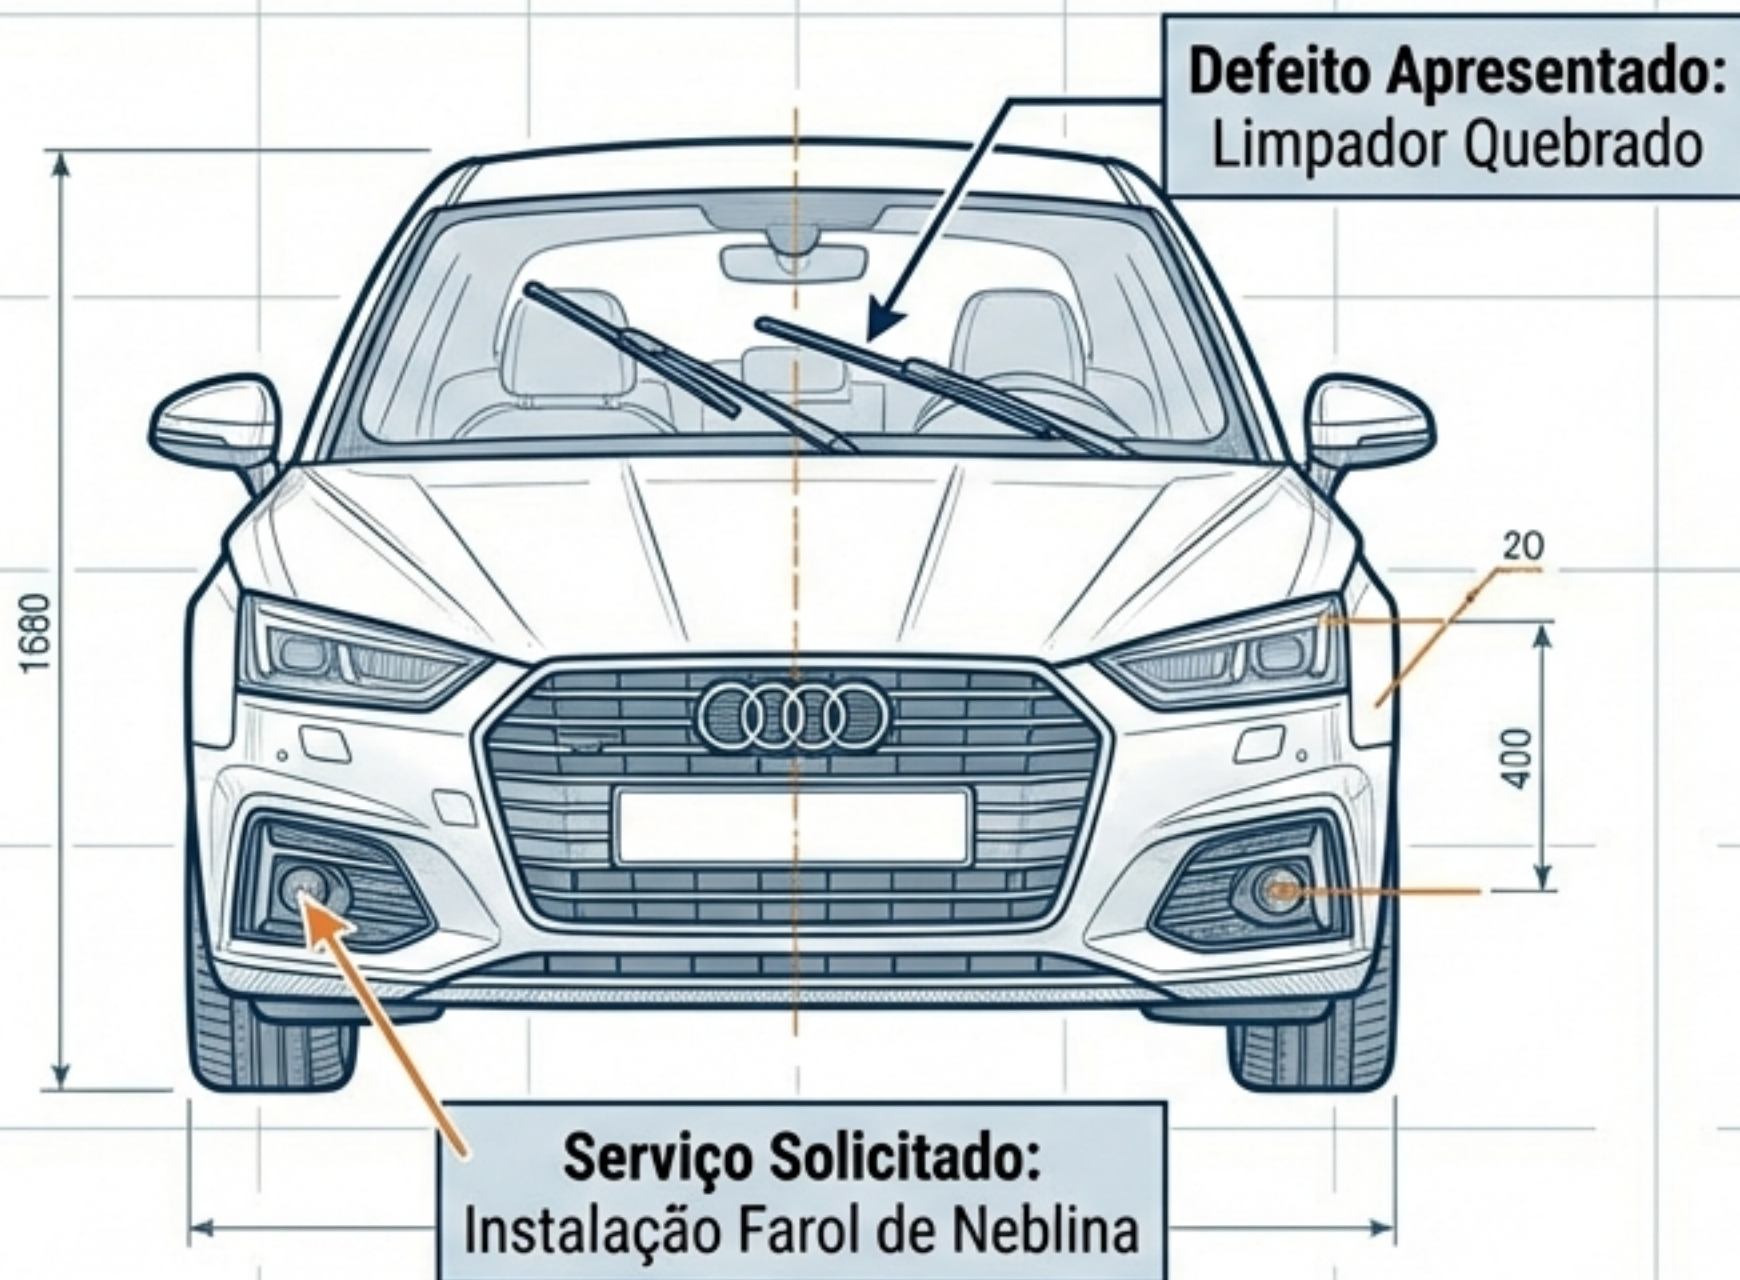 Defeito Apresentado:
Limpador Quebrado
20
1680
400
Serviço Solicitado:
Instalação Farol de Neblina